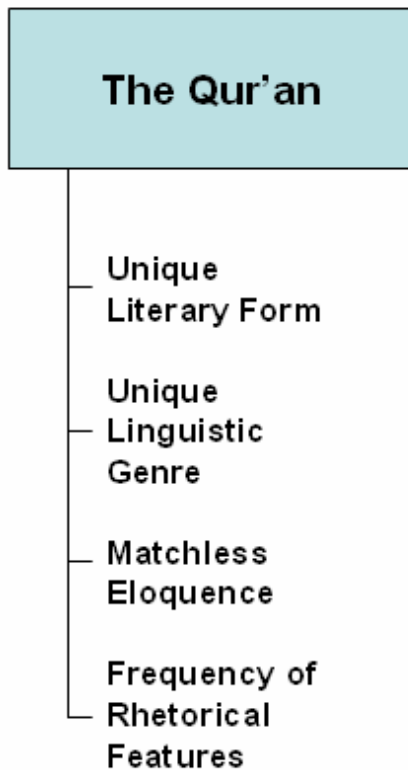 The Qur’an
Unique
Literary Form
Unique
Linguistic
Genre
Matchless
Eloquence
Frequency of
Rhetorical
Features